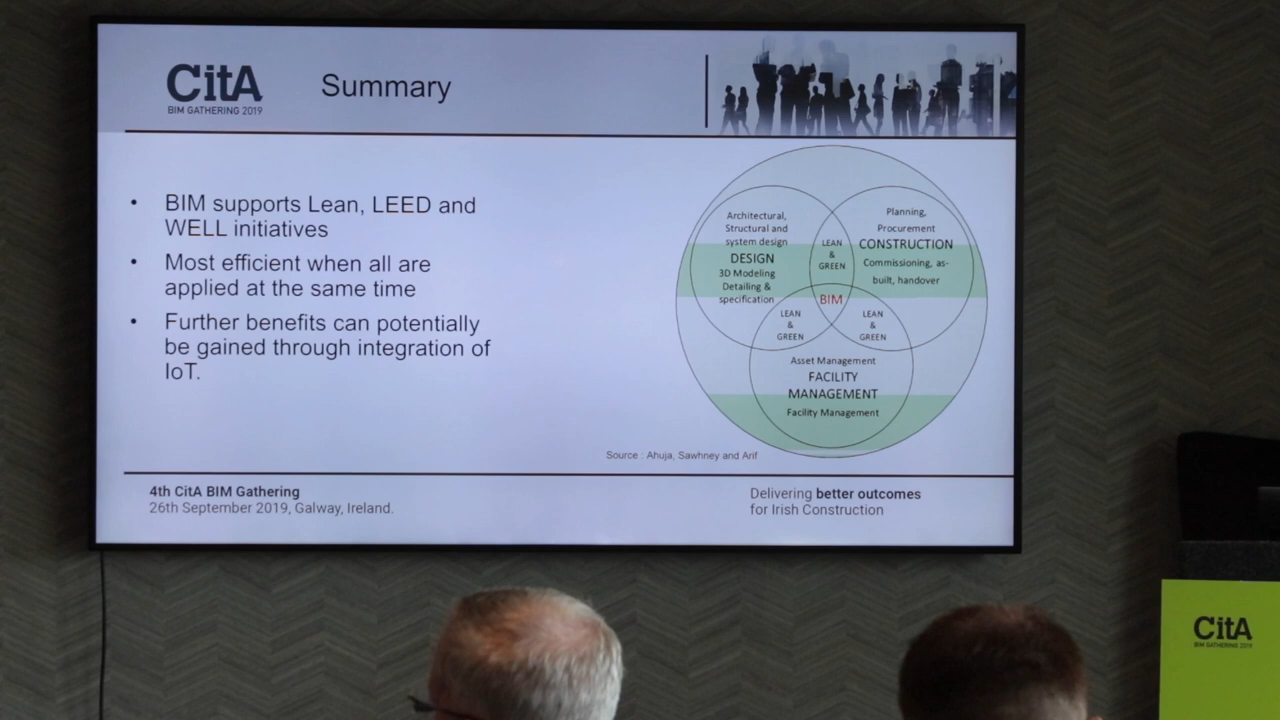 CitA
BIM GATHERING 2019
Summary
• BIM supports Lean, LEED and
WELL initiatives
• Most efficient when all are
applied at the same time
• Further benefits can potentially
be gained through integration of
IoT.
Architectural,
Structural and
system design
DESIGN
3D Modeling
Detailing &
specification
LEAN
&
GREEN
Planning,
Procurement
CONSTRUCTION
Commissioning, as-
built, handover
BIM
LEAN
&
GREEN
LEAN
&
GREEN
Asset Management
FACILITY
MANAGEMENT
Facility Management
Source : Ahuja, Sawhney and Arif
4th CitA BIM Gathering
26th September 2019, Galway, Ireland.
Delivering better outcomes
for Irish Construction
CitA
BIM GATHERING 2019